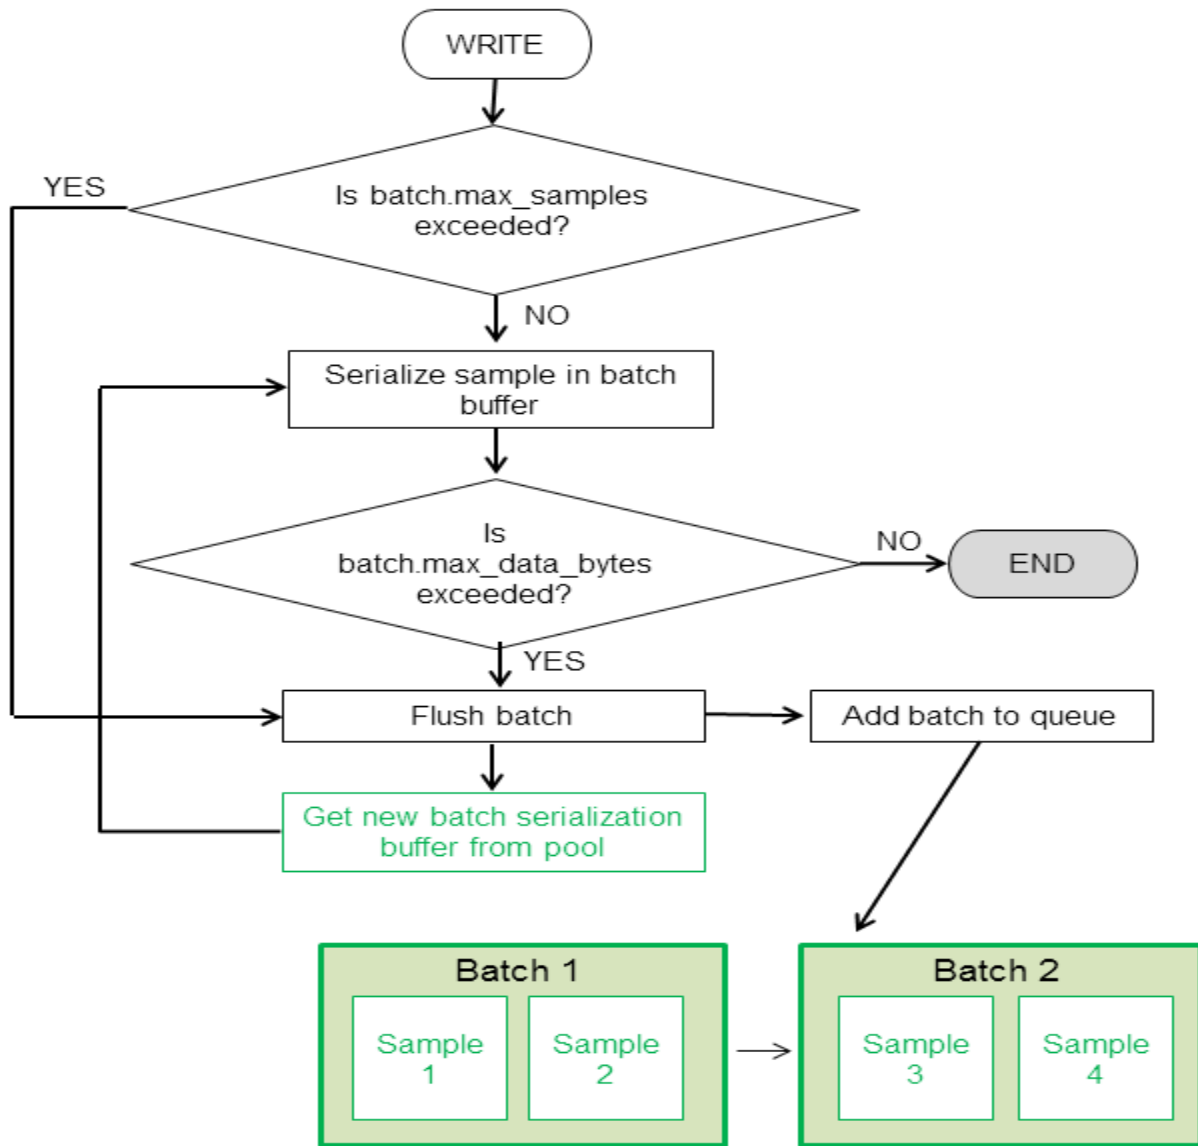 WRITE
YES
Is batch.max_samples
exceeded?
NO
Serialize sample in batch
buffer
Is
batch.max_data_bytes
exceeded?
NO
END
YES
Flush batch
Add batch to queue
Get new batch serialization
buffer from pool
Batch 1
Sample
1
Sample
2
Batch 2
Sample
3
Sample
4